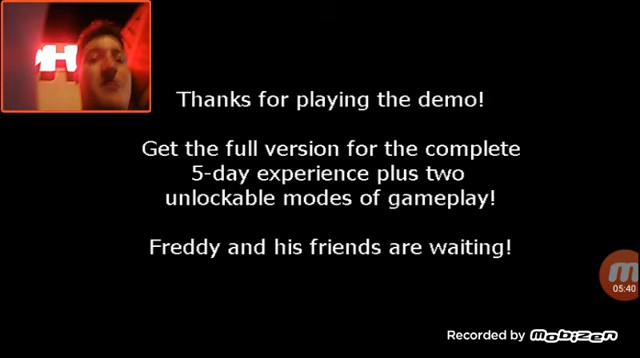 H
Thanks for playing the demo!
Get the full version for the complete
5-day experience plus two
unlockable modes of gameplay!
Freddy and his friends are waiting!
05:40
Recorded by Mobizen